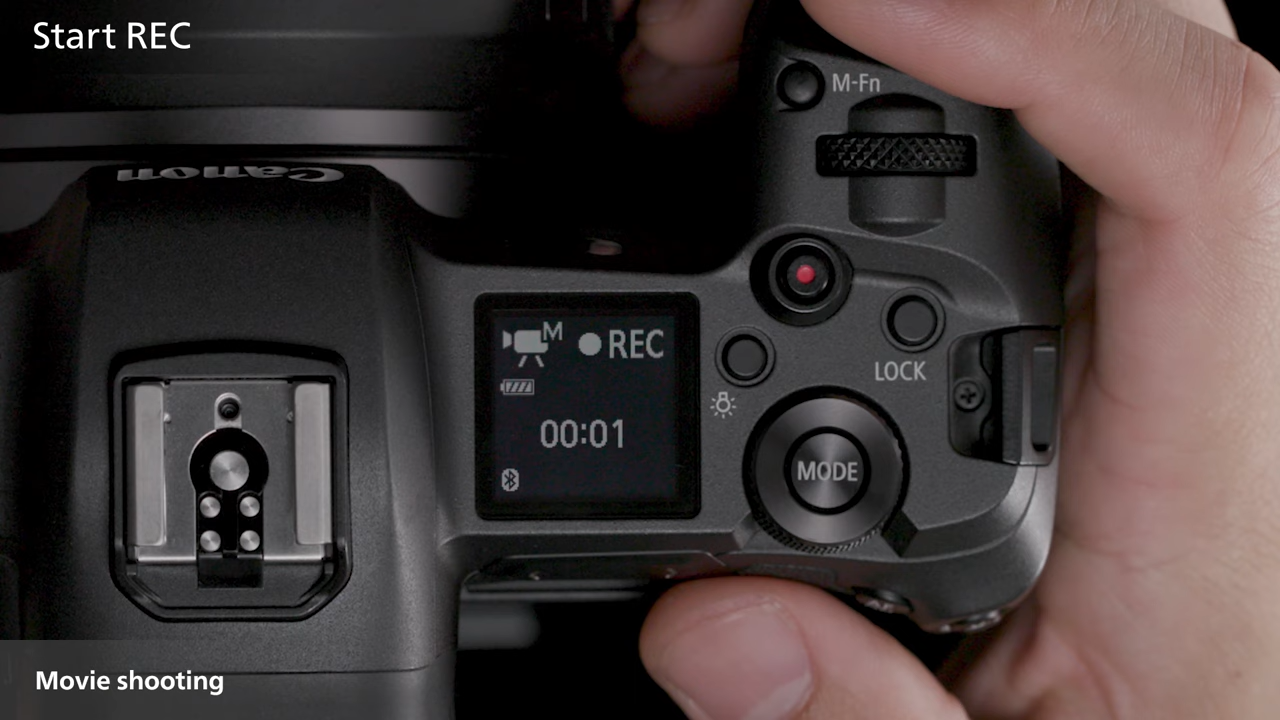 Start REC
M-Fn
Canon
M
REC
LOCK
00:01
MODE
Movie shooting